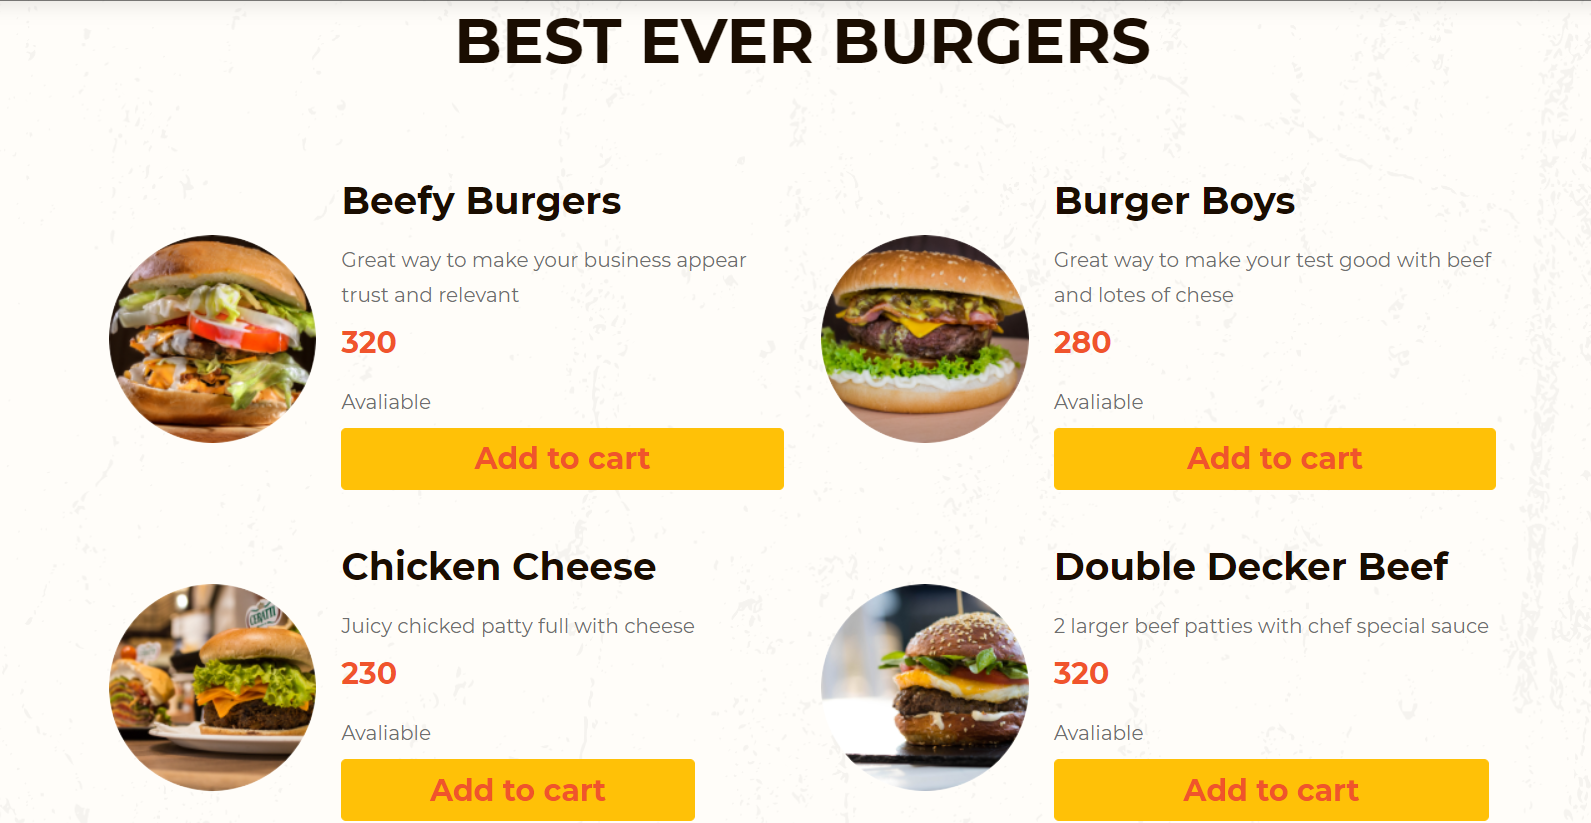 BEST EVER BURGERS
Beefy Burgers
Great way to make your business appear
trust and relevant
320
Avaliable
Add to cart
Burger Boys
Great way to make your test good with beef
and lotes of chese
280
Avaliable
Add to cart
Chicken Cheese
Juicy chicked patty full with cheese
230
Avaliable
Add to cart
CERATTI
Double Decker Beef
2 larger beef patties with chef special sauce
320
Avaliable
Add to cart